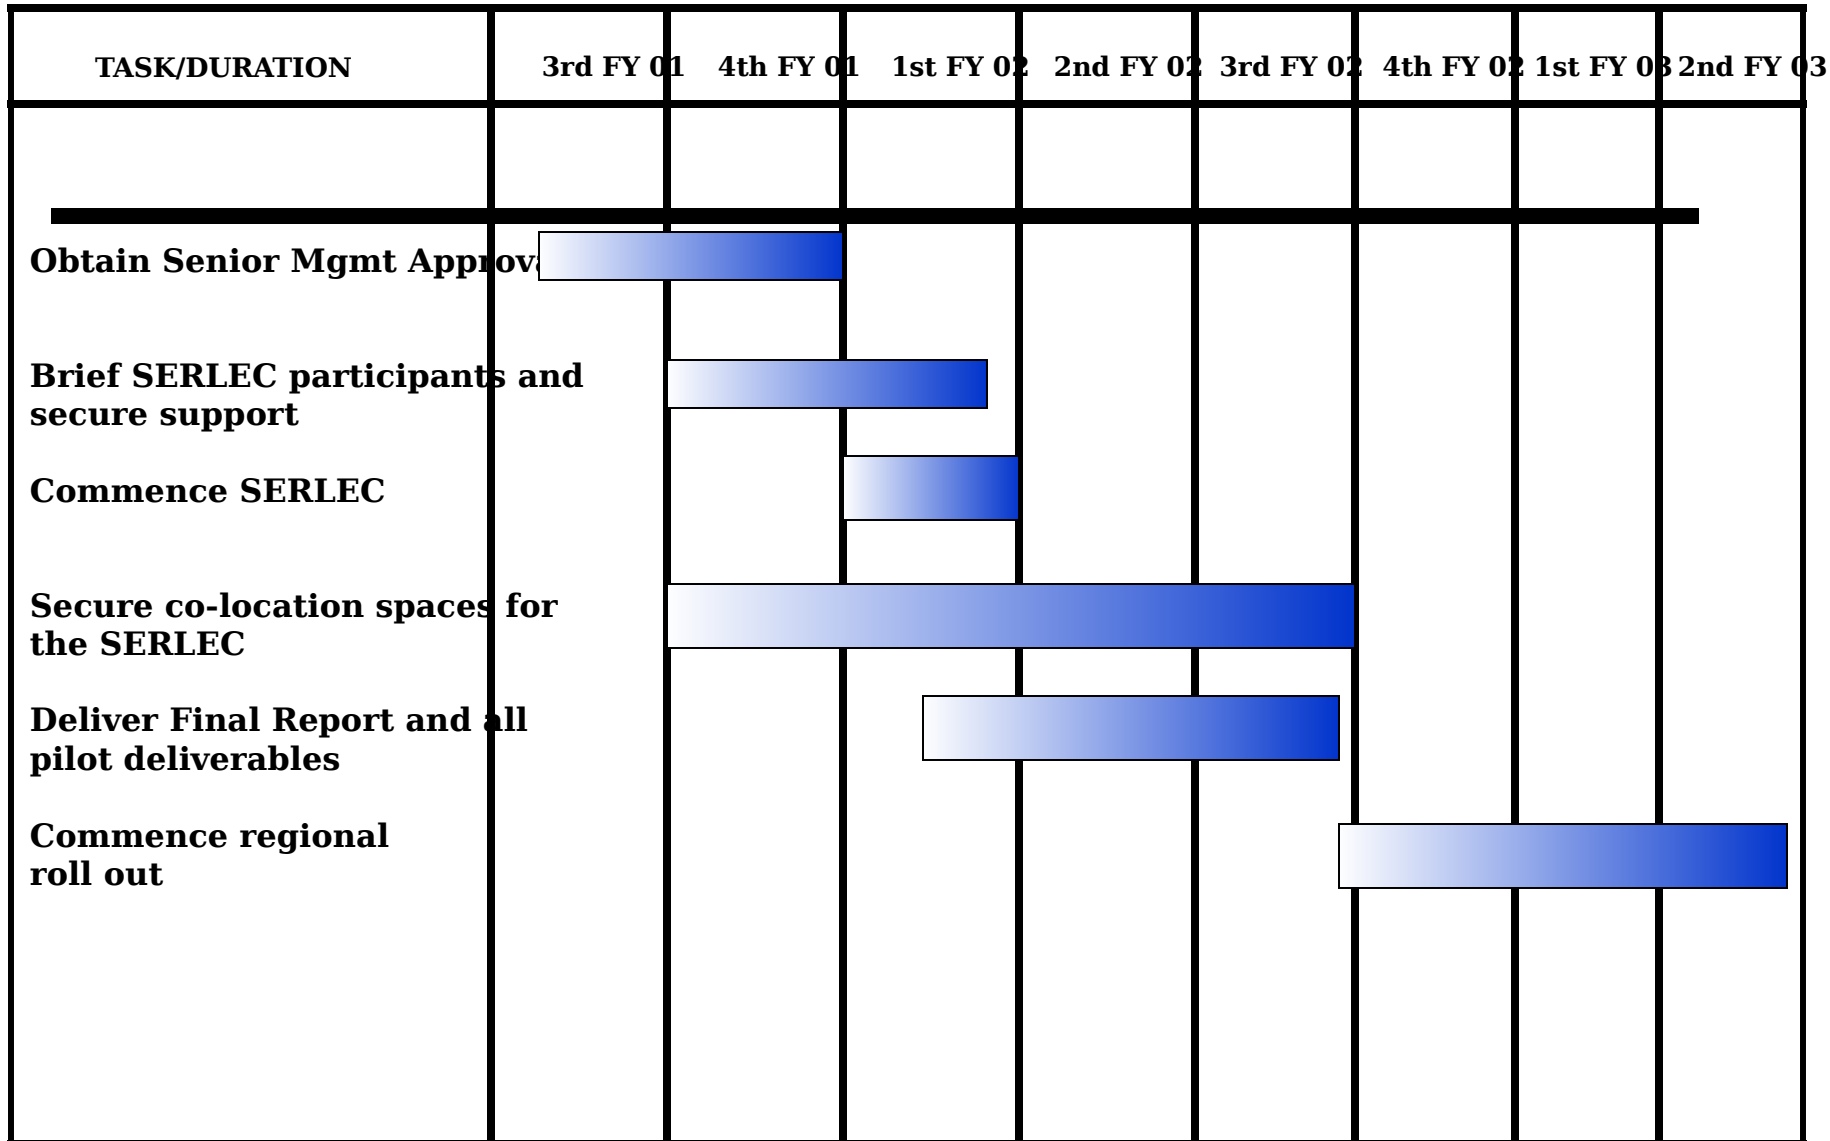 TASK/DURATION 3rd FY 01 4th FY 01 1st FY 02 2nd FY 02 3rd FY 02 4th FY 02 1st FY 03 2nd FY 03
Obtain Senior Mgmt Approva
Brief SERLEC participants and
secure support
Commence SERLEC
Secure co-location spaces for
the SERLEC
Deliver Final Report and all
pilot deliverables
Commence regional
roll out